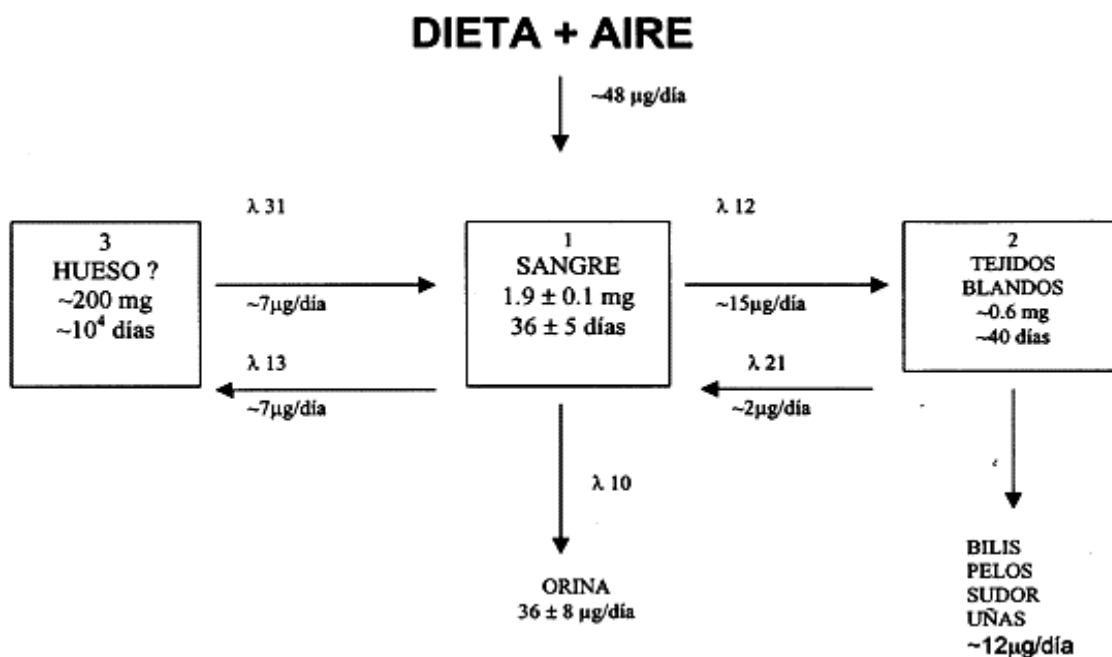 DIETA + AIRE
~48 µg/día
λ 31
λ 12
3
HUESO ?
~200 mg
~10⁴ días
~7µg/día
λ 13
~7µg/día
1
SANGRE
1.9 ± 0.1 mg
36 ± 5 días
~15µg/día
λ 21
~2µg/día
2
TEJIDOS
BLANDOS
~0.6 mg
~40 días
λ 10
ORINA
36 ± 8 µg/día
BILIS
PELOS
SUDOR
UÑAS
~12µg/día